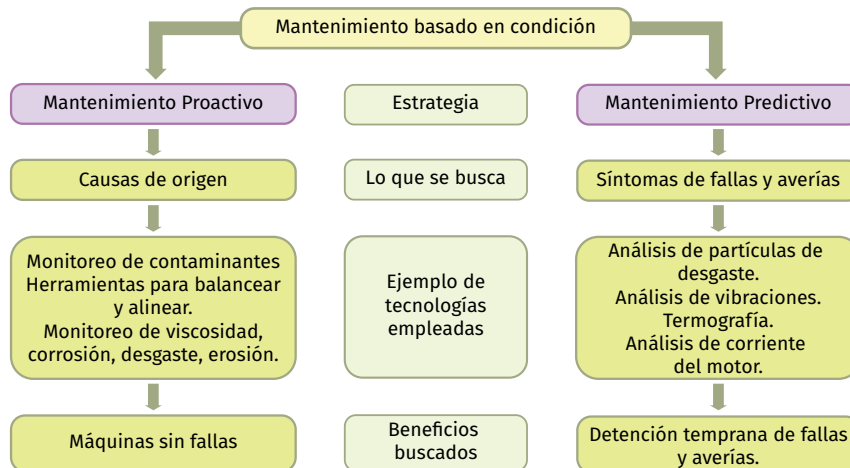 Mantenimiento basado en condición
Mantenimiento Proactivo
Estrategia
Mantenimiento Predictivo
Causas de origen
Lo que se busca
Síntomas de fallas y averías
Monitoreo de contaminantes
Herramientas para balancear
y alinear.
Monitoreo de viscosidad,
corrosión, desgaste, erosión.
Ejemplo de
tecnologías
empleadas
Análisis de partículas de
desgaste.
Análisis de vibraciones.
Termografía.
Análisis de corriente
del motor.
Máquinas sin fallas
Beneficios
buscados
Detención temprana de fallas
y averías.